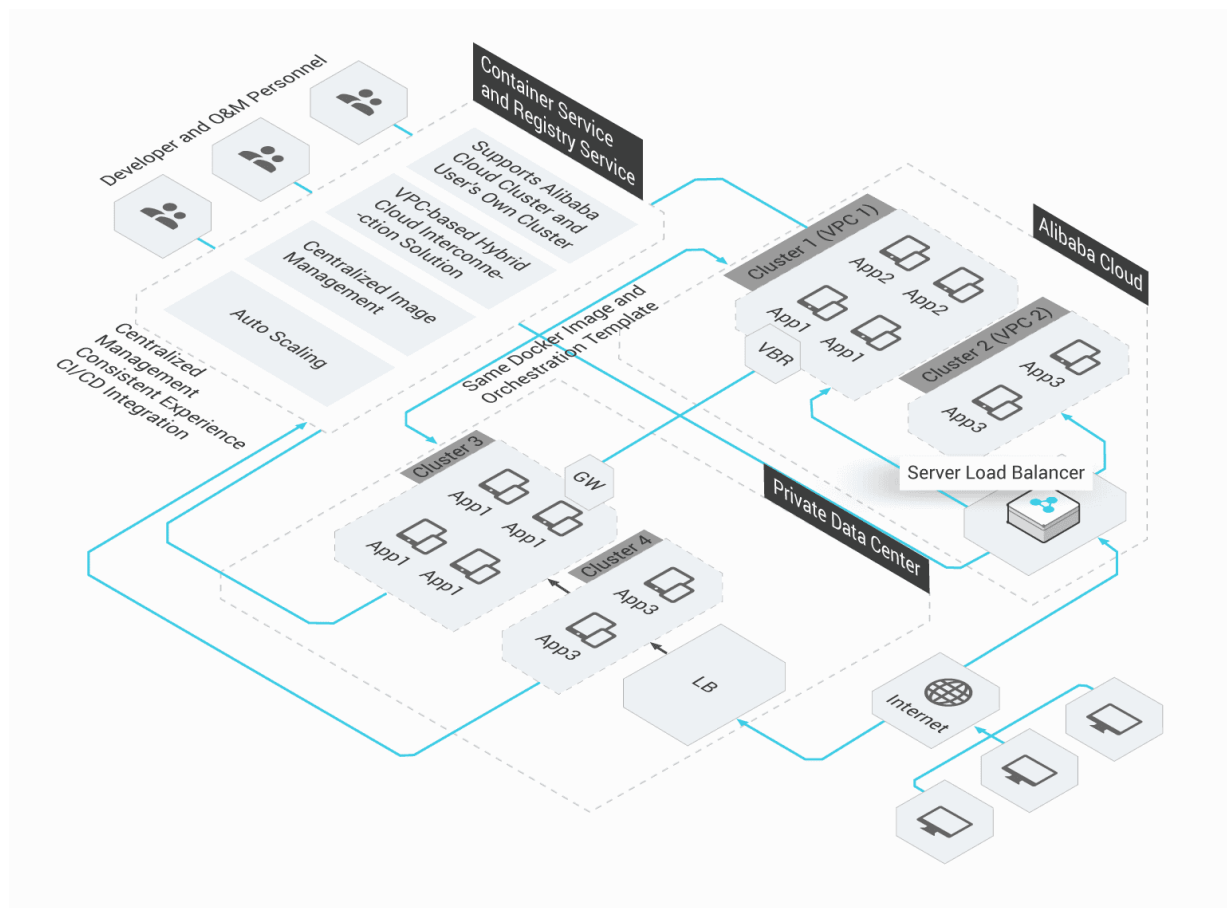 Developer and O&M Personnel
Container Service
and Registry Service
Supports Alibaba
Cloud Cluster and
User's Own Cluster
VPC-based Hybrid
Cloud Interconne-
-ction Solution
Centralized Image
Management
Auto Scaling
Centralized
Management
Consistent Experience
CI/CD Integration
Same Docker Image and
Orchestration Template
Alibaba Cloud
Cluster 1 (VPC 1)
App2
App2
App1
App1
VBR
Cluster 2 (VPC 2)
App3
App3
Server Load Balancer
Private Data Center
Cluster 3
GW
App1
App1
App1
App1
Cluster 4
App3
App3
LB
Internet